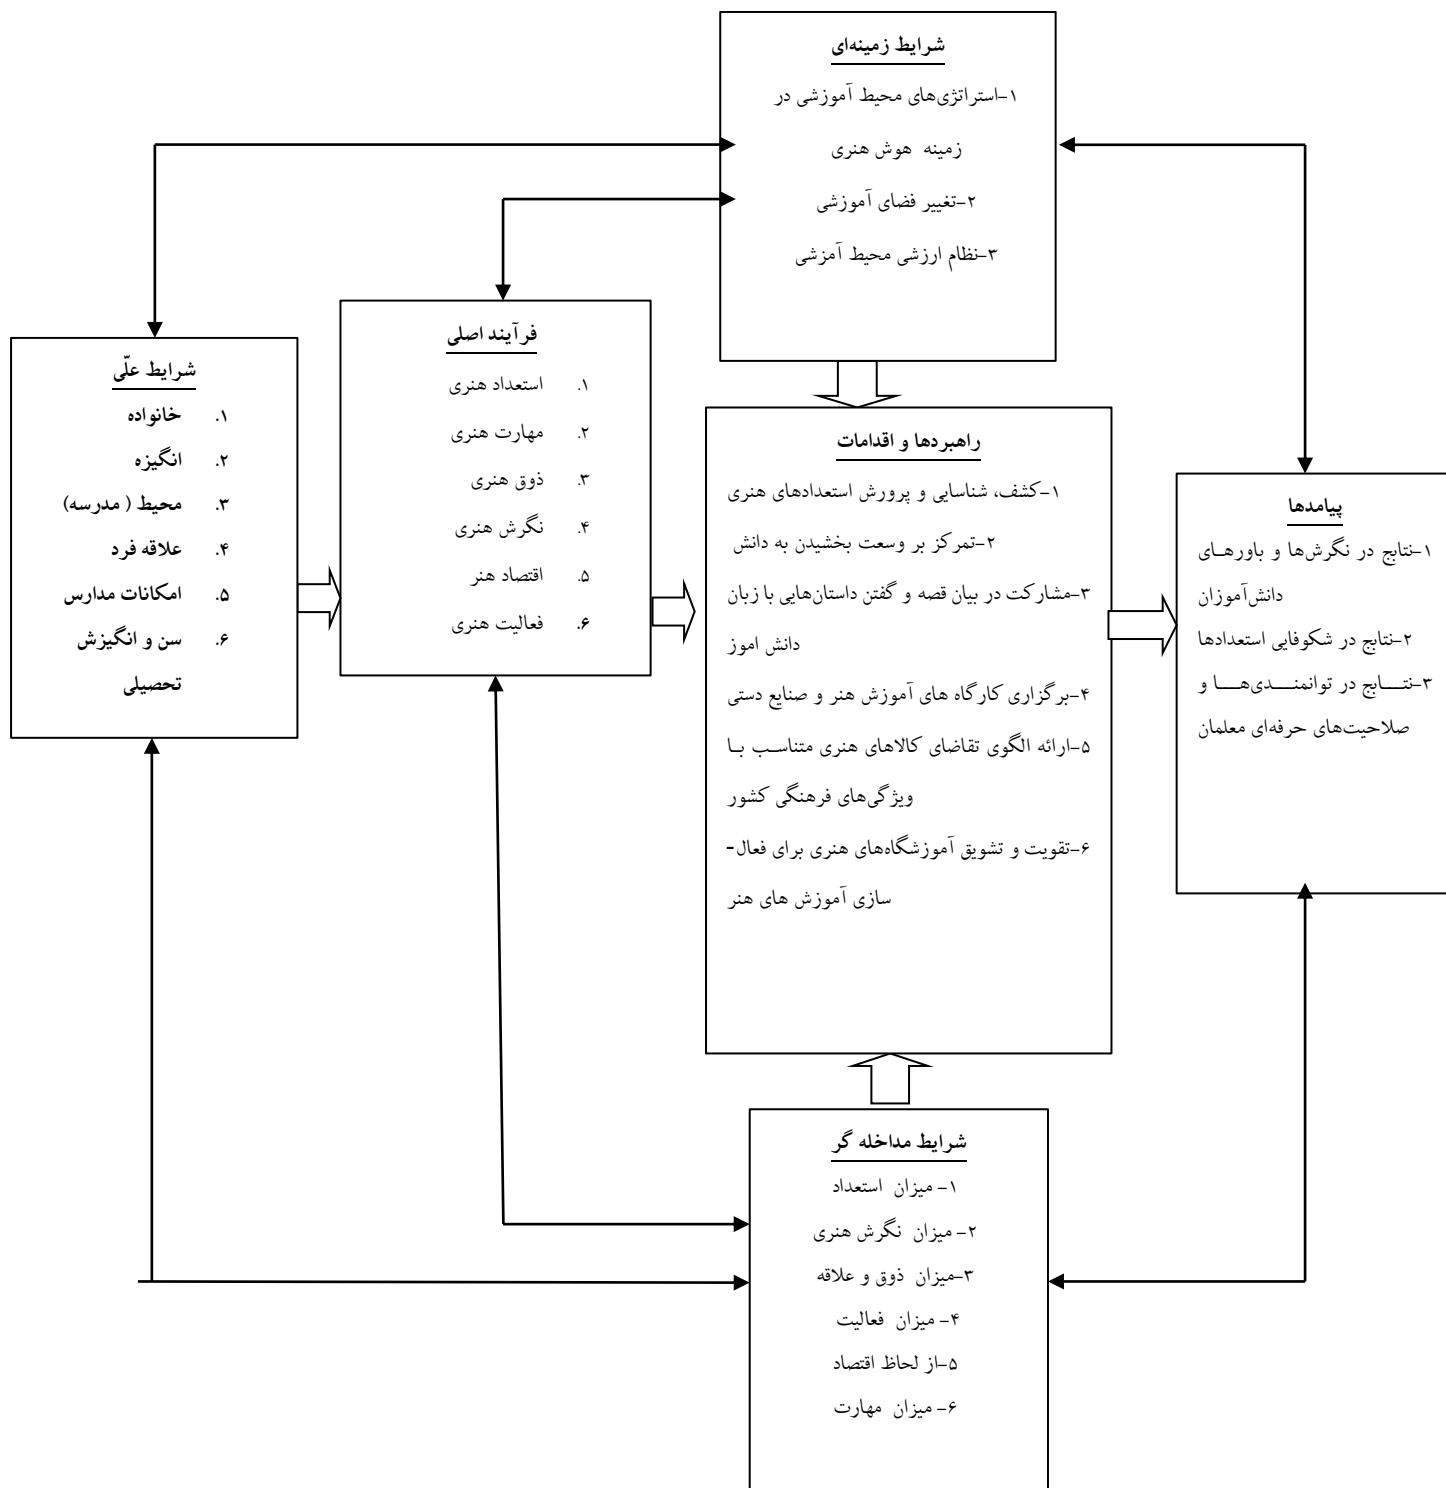 شرایط زمینه‌ای
۱-استراتژی‌های محیط آموزشی در
زمینه هوش هنری
۲-تغییر فضای آموزشی
۳-نظام ارزشی محیط آمزشی
شرایط علّی
۱. خانواده
۲. انگیزه
۳. محیط ( مدرسه)
۴. علاقه فرد
۵. امکانات مدارس
۶. سن و انگیزش
تحصیلی
فرآیند اصلی
۱. استعداد هنری
۲. مهارت هنری
۳. ذوق هنری
۴. نگرش هنری
۵. اقتصاد هنر
۶. فعالیت هنری
راهبردها و اقدامات
۱-کشف، شناسایی و پرورش استعدادهای هنری
۲-تمرکز بر وسعت بخشیدن به دانش
۳-مشارکت در بیان قصه و گفتن داستان‌هایی با زبان
دانش اموز
۴-برگزاری کارگاه های آموزش هنر و صنایع دستی
۵-ارائه الگوی تقاضای کالاهای هنری متناسب با
ویژگی‌های فرهنگی کشور
۶-تقویت و تشویق آموزشگاه‌های هنری برای فعال-
سازی آموزش های هنر
پیامدها
۱-نتایج در نگرش‌ها و باورهای
دانش‌آموزان
۲-نتایج در شکوفایی استعدادها
۳-نتایج در توانمندی‌ها و
صلاحیت‌های حرفه‌ای معلمان
شرایط مداخله گر
۱- میزان استعداد
۲- میزان نگرش هنری
۳-میزان ذوق و علاقه
۴- میزان فعالیت
۵-از لحاظ اقتصاد
۶- میزان مهارت